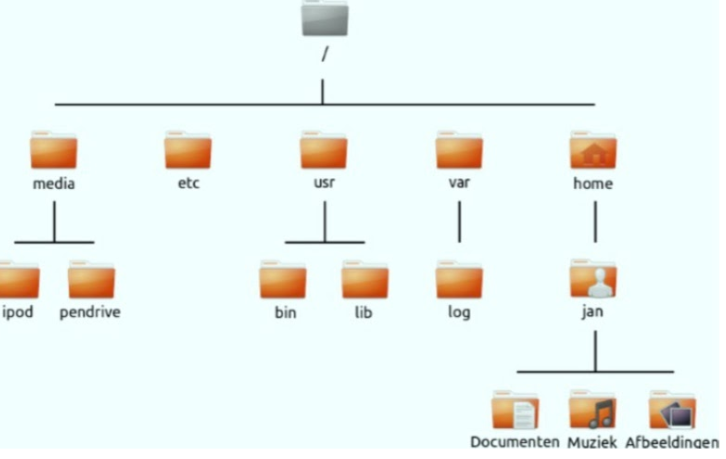 /
media etc usr var home
ipod pendrive bin lib log jan
Documenten Muziek Afbeeldingen